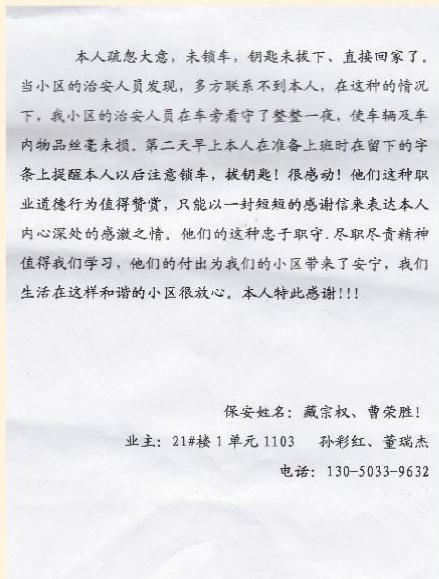 本人疏忽大意，未锁车，钥匙未拔下、直接回家了。
当小区的治安人员发现，多方联系不到本人，在这种的情况
下，我小区的治安人员在车旁看守了整整一夜，使车辆及车
内物品丝毫未损。第二天早上本人在准备上班时在留下的字
条上提醒本人以后注意锁车，拔钥匙！很感动！他们这种职
业道德行为值得赞赏，只能以一封短短的感谢信来表达本人
内心深处的感激之情。他们的这种忠于职守.尽职尽责精神
值得我们学习，他们的付出为我们的小区带来了安宁，我们
生活在这样和谐的小区很放心。本人特此感谢!!!
保安姓名：藏宗权、曹荣胜！
业主：21#楼1单元1103 孙彩红、董瑞杰
电话：130-5033-9632